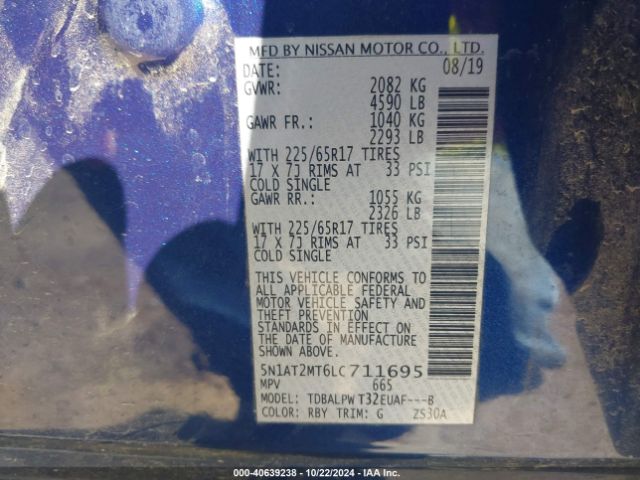 MFD BY NISSAN MOTOR CO., LTD.
DATE: 08/19
GVWR: 2082 KG
4590 LB
GAWR FR.: 1040 KG
2293 LB
WITH 225/65R17 TIRES
17 X 7J RIMS AT 33 PSI
COLD SINGLE
GAWR RR.: 1055 KG
2326 LB
WITH 225/65R17 TIRES
17 X 7J RIMS AT 33 PSI
COLD SINGLE
THIS VEHICLE CONFORMS TO
ALL APPLICABLE FEDERAL
MOTOR VEHICLE SAFETY AND
THEFT PREVENTION
STANDARDS IN EFFECT ON
THE DATE OF MANUFACTURE
SHOWN ABOVE.
5N1AT2MT6LC711695
MPV 665
MODEL: TDBALPW T32EUAF---B
COLOR: RBY TRIM: G 2S30A
000-40639238 - 10/22/2024 - IAA Inc.